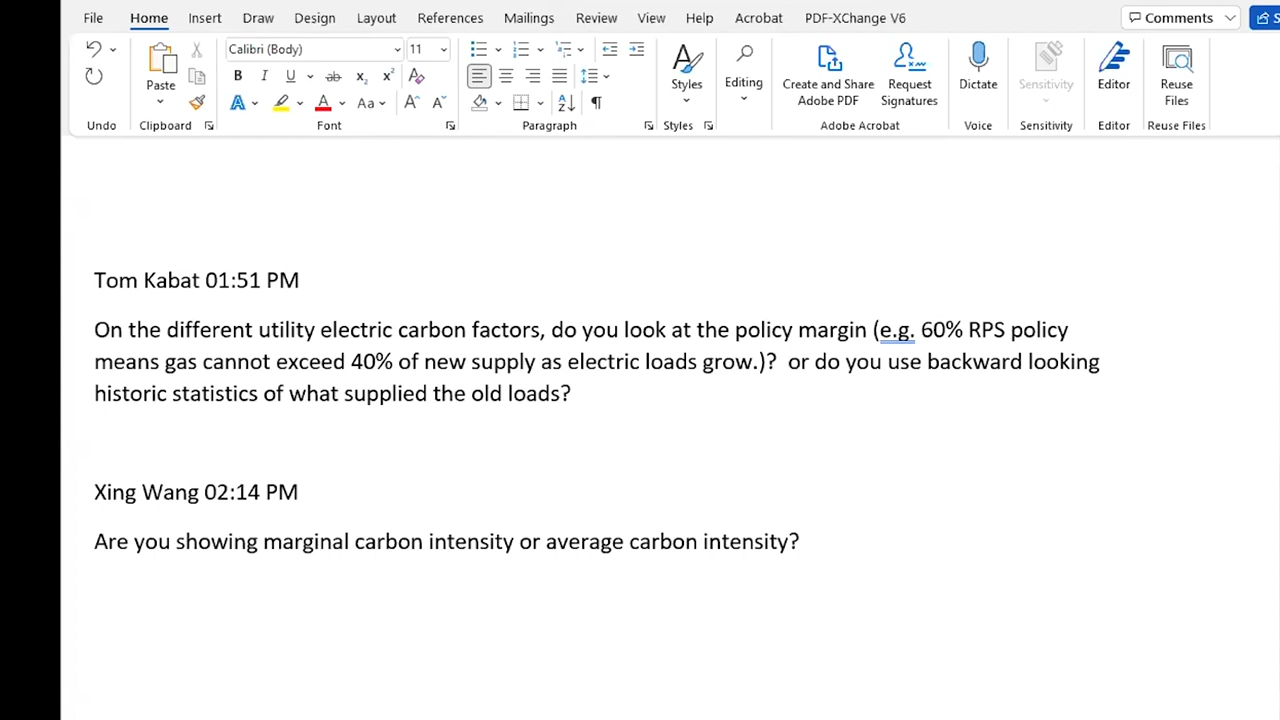 File Home Insert Draw Design Layout References Mailings Review View Help Acrobat PDF-XChange V6 Comments
Calibri (Body) 11
Paste Styles Editing Create and Share Adobe PDF Request Signatures Dictate Sensitivity Editor Reuse Files
B I U ab x₂ x² A
A A Aa A A
Undo Clipboard Font Paragraph Styles Adobe Acrobat Voice Sensitivity Editor Reuse Files
Tom Kabat 01:51 PM
On the different utility electric carbon factors, do you look at the policy margin (e.g. 60% RPS policy
means gas cannot exceed 40% of new supply as electric loads grow.)?  or do you use backward looking
historic statistics of what supplied the old loads?
Xing Wang 02:14 PM
Are you showing marginal carbon intensity or average carbon intensity?